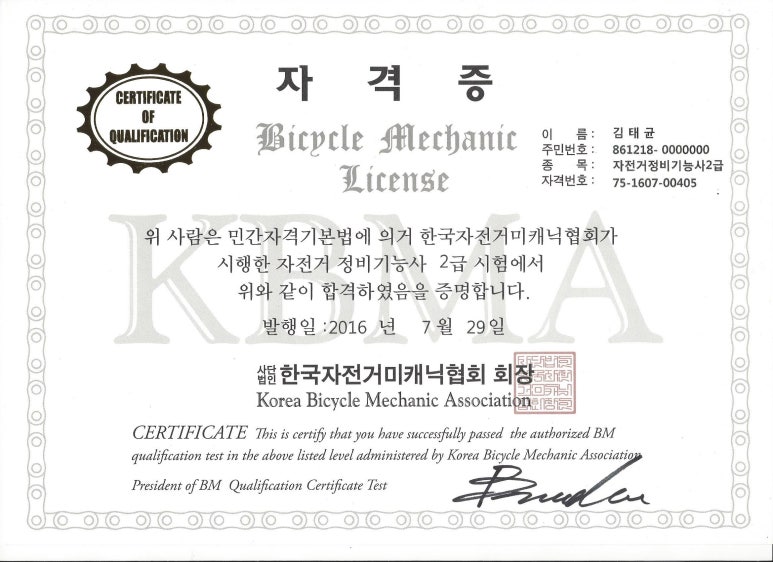 자 격 증
CERTIFICATE
OF
QUALIFICATION
Bicycle Mechanic
License
이 름 : 김 태 균
주민번호 : 861218- 0000000
종 목 : 자전거정비기능사2급
자격번호 : 75-1607-00405
KBMA
위 사람은 민간자격기본법에 의거 한국자전거미캐닉협회가
시행한 자전거 정비기능사 2급 시험에서
위와 같이 합격하였음을 증명합니다.
발행일 :2016 년 7 월 29 일
사단법인 한국자전거미캐닉협회 회장
Korea Bicycle Mechanic Association
CERTIFICATE This is certify that you have successfully passed the authorized BM
qualification test in the above listed level administered by Korea Bicycle Mechanic Association
President of BM Qualification Certificate Test